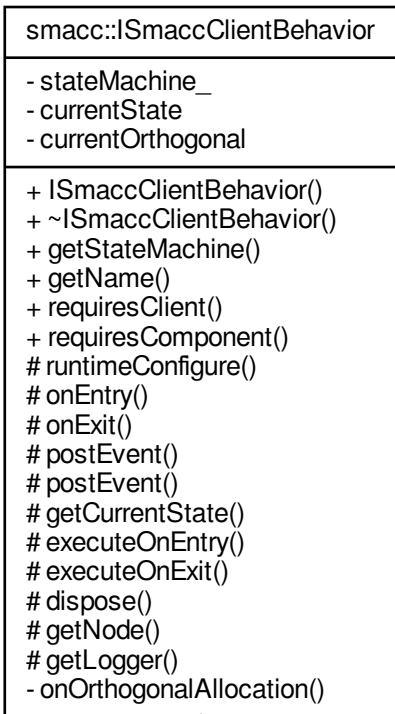 smacc::ISmaccClientBehavior
- stateMachine_
- currentState
- currentOrthogonal
+ ISmaccClientBehavior()
+ ~ISmaccClientBehavior()
+ getStateMachine()
+ getName()
+ requiresClient()
+ requiresComponent()
# runtimeConfigure()
# onEntry()
# onExit()
# postEvent()
# postEvent()
# getCurrentState()
# executeOnEntry()
# executeOnExit()
# dispose()
# getNode()
# getLogger()
- onOrthogonalAllocation()